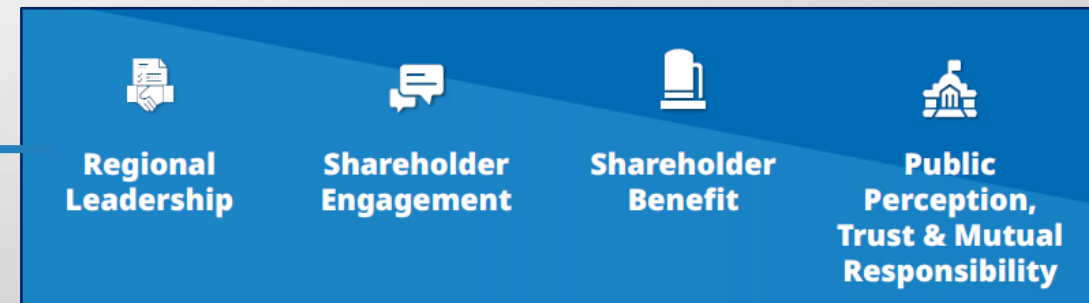 Regional
Leadership
Shareholder
Engagement
Shareholder
Benefit
Public
Perception,
Trust & Mutual
Responsibility